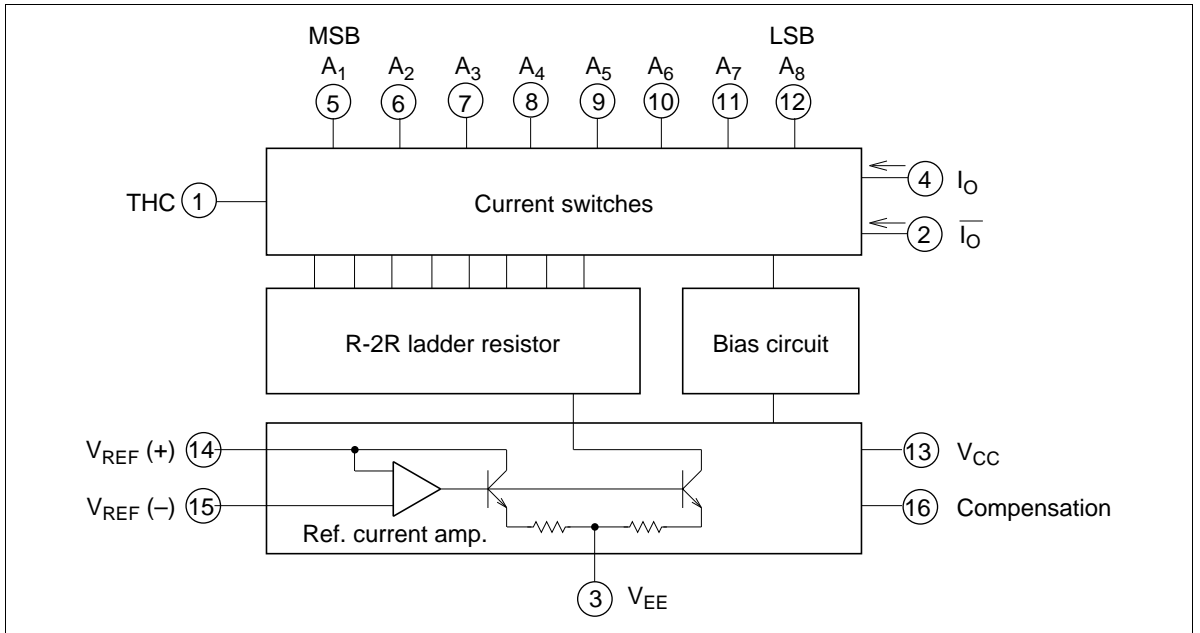 MSB LSB
A1 A2 A3 A4 A5 A6 A7 A8
5 6 7 8 9 10 11 12
THC 1
Current switches
4 IO
2 I̅O̅
R-2R ladder resistor
Bias circuit
VREF (+) 14
VREF (–) 15
Ref. current amp.
13 VCC
16 Compensation
3 VEE